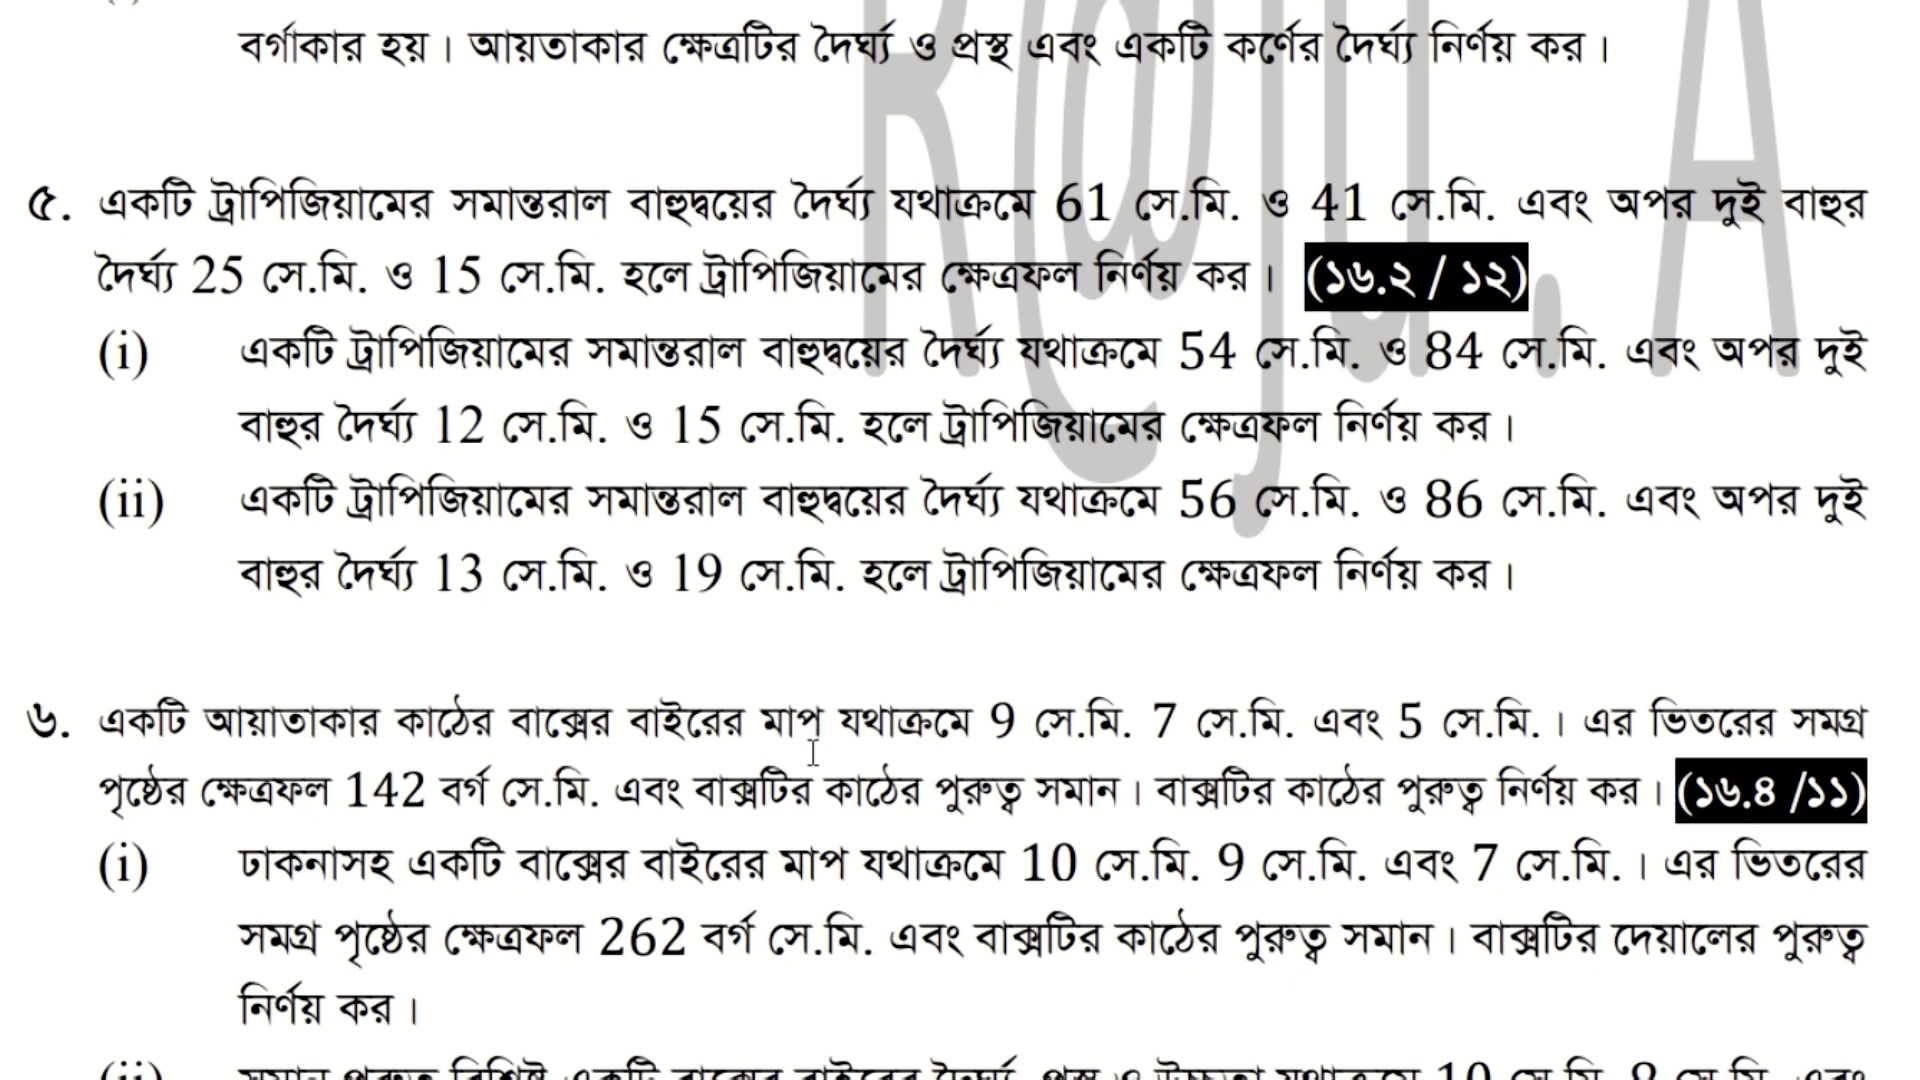 বর্গাকার হয়। আয়তাকার ক্ষেত্রটির দৈর্ঘ্য ও প্রস্থ এবং একটি কর্ণের দৈর্ঘ্য নির্ণয় কর।
৫. একটি ট্রাপিজিয়ামের সমান্তরাল বাহুদ্বয়ের দৈর্ঘ্য যথাক্রমে 61 সে.মি. ও 41 সে.মি. এবং অপর দুই বাহুর
দৈর্ঘ্য 25 সে.মি. ও 15 সে.মি. হলে ট্রাপিজিয়ামের ক্ষেত্রফল নির্ণয় কর। (১৬.২ / ১২)
(i) একটি ট্রাপিজিয়ামের সমান্তরাল বাহুদ্বয়ের দৈর্ঘ্য যথাক্রমে 54 সে.মি. ও 84 সে.মি. এবং অপর দুই
বাহুর দৈর্ঘ্য 12 সে.মি. ও 15 সে.মি. হলে ট্রাপিজিয়ামের ক্ষেত্রফল নির্ণয় কর।
(ii) একটি ট্রাপিজিয়ামের সমান্তরাল বাহুদ্বয়ের দৈর্ঘ্য যথাক্রমে 56 সে.মি. ও 86 সে.মি. এবং অপর দুই
বাহুর দৈর্ঘ্য 13 সে.মি. ও 19 সে.মি. হলে ট্রাপিজিয়ামের ক্ষেত্রফল নির্ণয় কর।
৬. একটি আয়াতাকার কাঠের বাক্সের বাইরের মাপ যথাক্রমে 9 সে.মি. 7 সে.মি. এবং 5 সে.মি.। এর ভিতরের সমগ্র
পৃষ্ঠের ক্ষেত্রফল 142 বর্গ সে.মি. এবং বাক্সটির কাঠের পুরুত্ব সমান। বাক্সটির কাঠের পুরুত্ব নির্ণয় কর। (১৬.৪ /১১)
(i) ঢাকনাসহ একটি বাক্সের বাইরের মাপ যথাক্রমে 10 সে.মি. 9 সে.মি. এবং 7 সে.মি.। এর ভিতরের
সমগ্র পৃষ্ঠের ক্ষেত্রফল 262 বর্গ সে.মি. এবং বাক্সটির কাঠের পুরুত্ব সমান। বাক্সটির দেয়ালের পুরুত্ব
নির্ণয় কর।